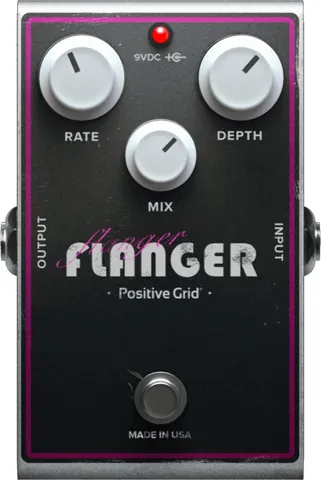 9VDC
RATE
DEPTH
MIX
OUTPUT
INPUT
flanger
FLANGER
· Positive Grid® ·
MADE IN USA